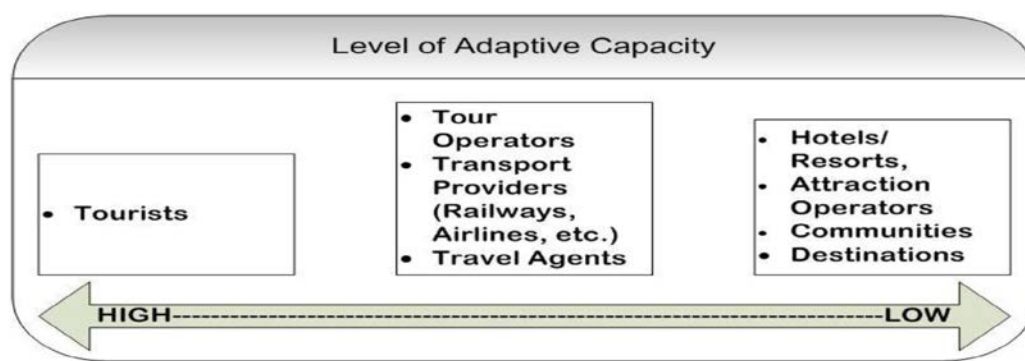 Level of Adaptive Capacity
• Tourists
• Tour
Operators
• Transport
Providers
(Railways,
Airlines, etc.)
• Travel Agents
• Hotels/
Resorts,
• Attraction
Operators
• Communities
• Destinations
HIGH--------------------------------------------------------------LOW